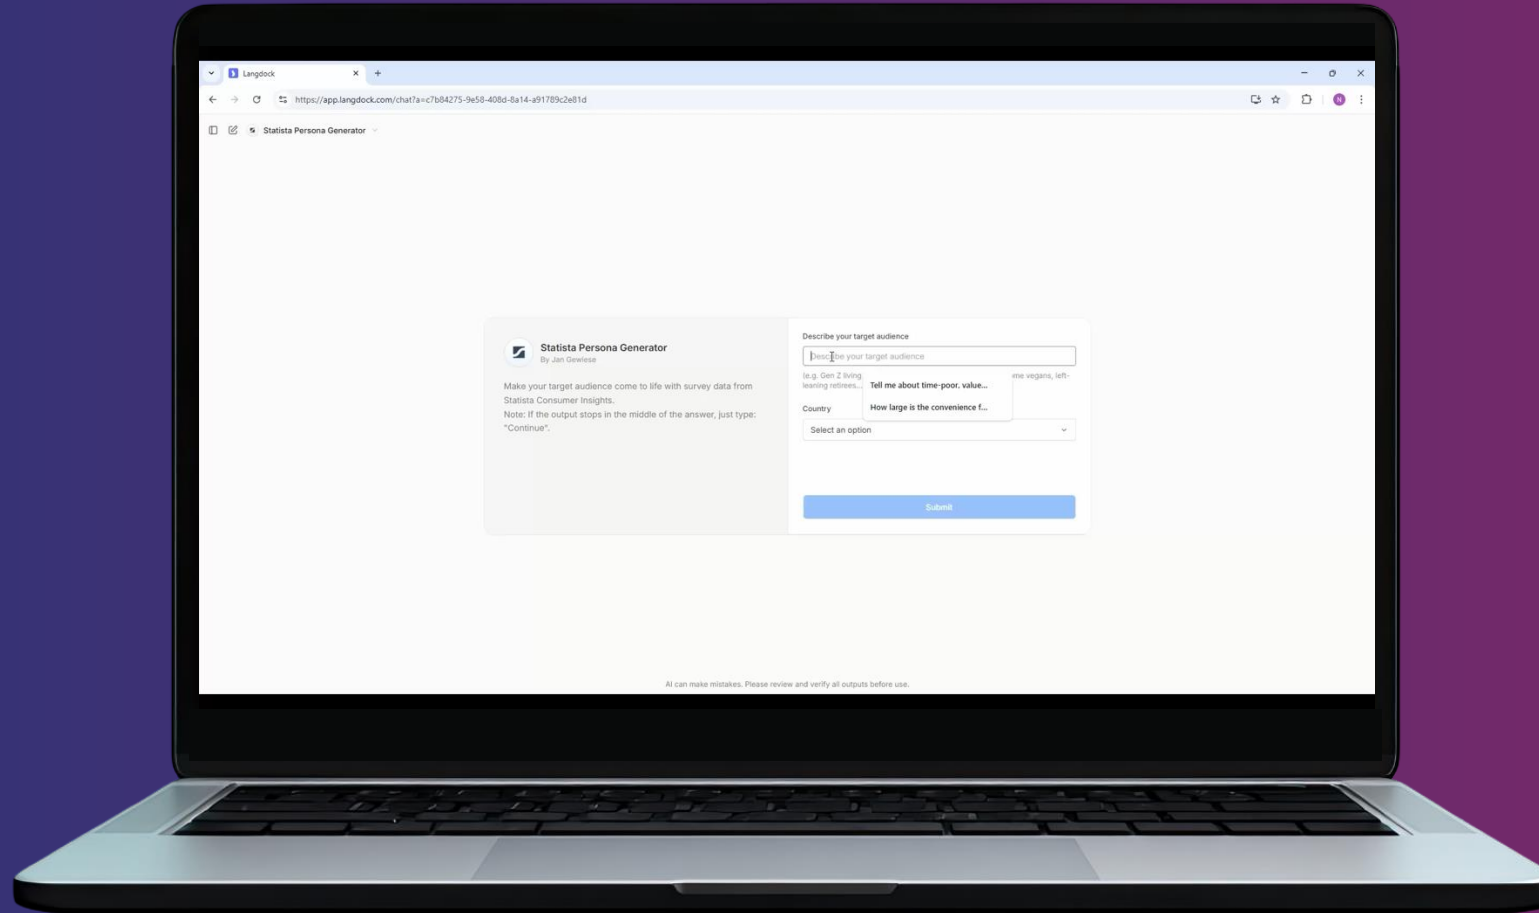 Langdock
https://app.langdock.com/chat?a=c7b84275-9e58-408d-8a14-a91789c2e81d
N
Statista Persona Generator
Statista Persona Generator
By Jan Gewiese
Make your target audience come to life with survey data from
Statista Consumer Insights.
Note: If the output stops in the middle of the answer, just type:
"Continue".
Describe your target audience
Describe your target audience
(e.g. Gen Z living
vegans, left-
leaning retirees...
Tell me about time-poor, value...
How large is the convenience f...
Country
Select an option
Submit
AI can make mistakes. Please review and verify all outputs before use.